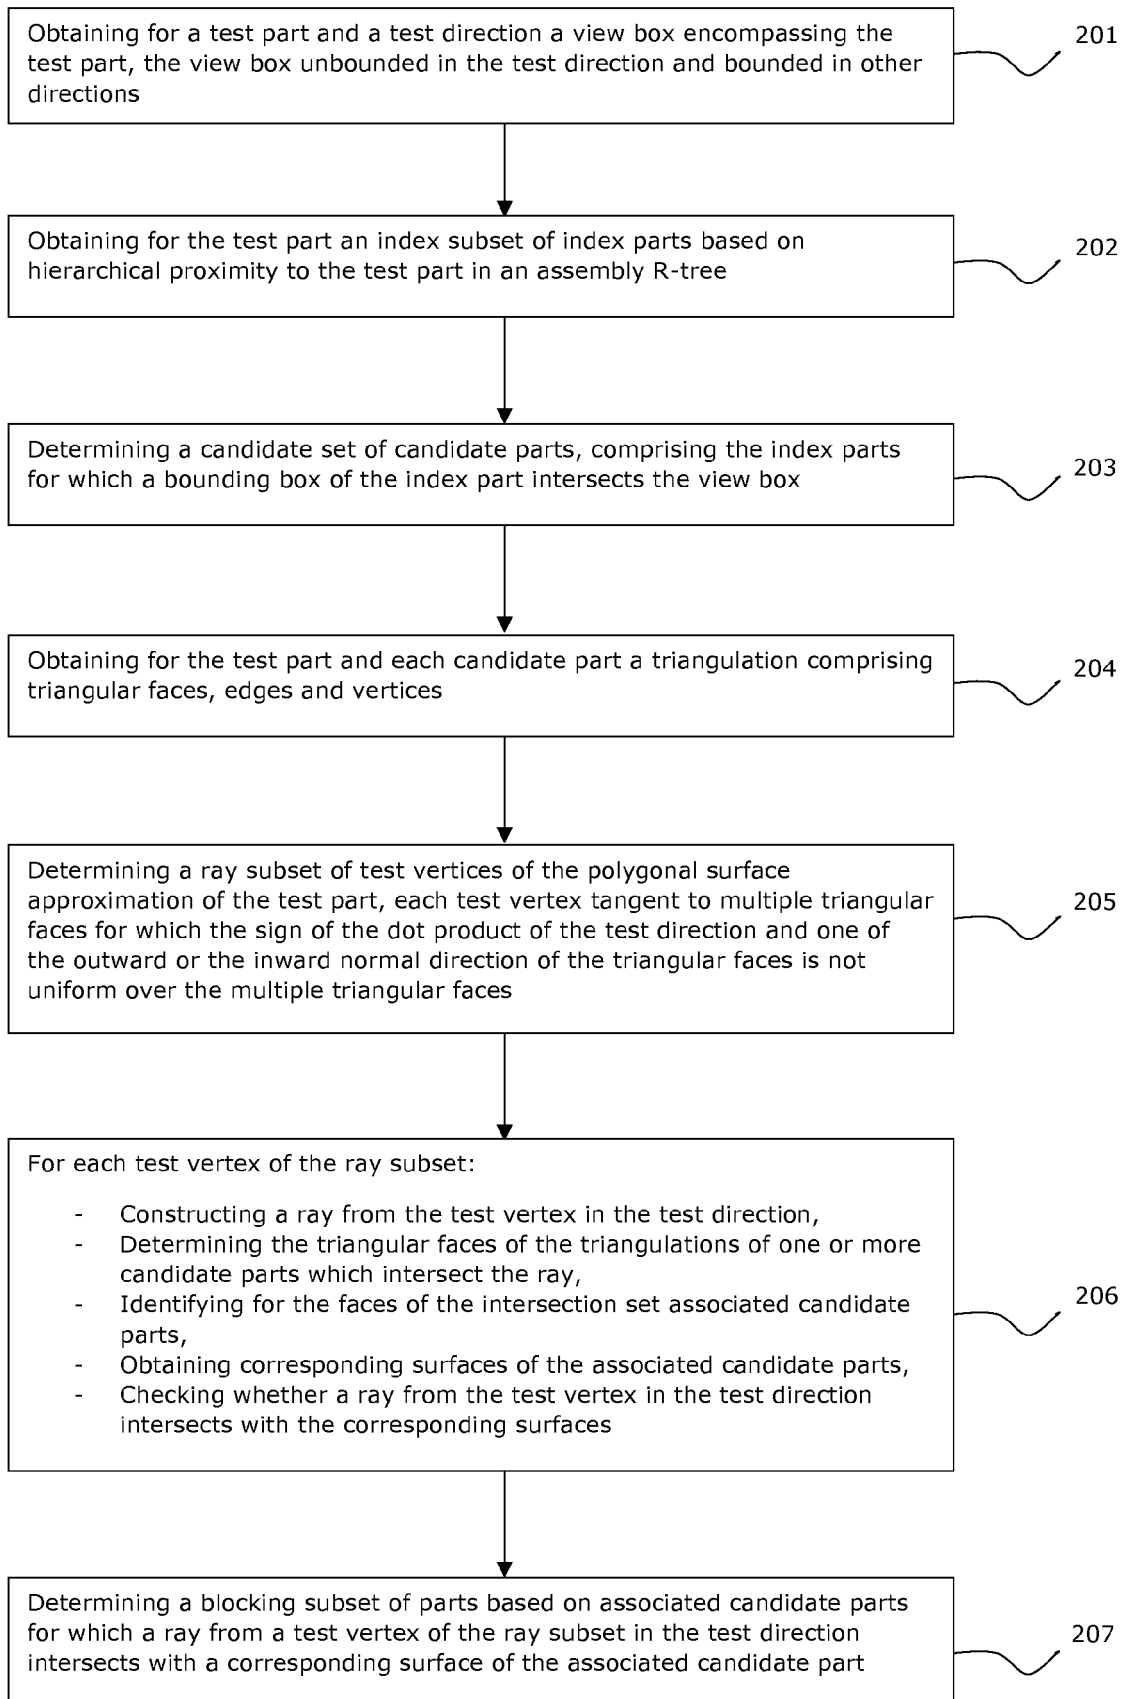 Obtaining for a test part and a test direction a view box encompassing the
test part, the view box unbounded in the test direction and bounded in other
directions
201
Obtaining for the test part an index subset of index parts based on
hierarchical proximity to the test part in an assembly R-tree
202
Determining a candidate set of candidate parts, comprising the index parts
for which a bounding box of the index part intersects the view box
203
Obtaining for the test part and each candidate part a triangulation comprising
triangular faces, edges and vertices
204
Determining a ray subset of test vertices of the polygonal surface
approximation of the test part, each test vertex tangent to multiple triangular
faces for which the sign of the dot product of the test direction and one of
the outward or the inward normal direction of the triangular faces is not
uniform over the multiple triangular faces
205
For each test vertex of the ray subset:
- Constructing a ray from the test vertex in the test direction,
- Determining the triangular faces of the triangulations of one or more
candidate parts which intersect the ray,
- Identifying for the faces of the intersection set associated candidate
parts,
- Obtaining corresponding surfaces of the associated candidate parts,
- Checking whether a ray from the test vertex in the test direction
intersects with the corresponding surfaces
206
Determining a blocking subset of parts based on associated candidate parts
for which a ray from a test vertex of the ray subset in the test direction
intersects with a corresponding surface of the associated candidate part
207